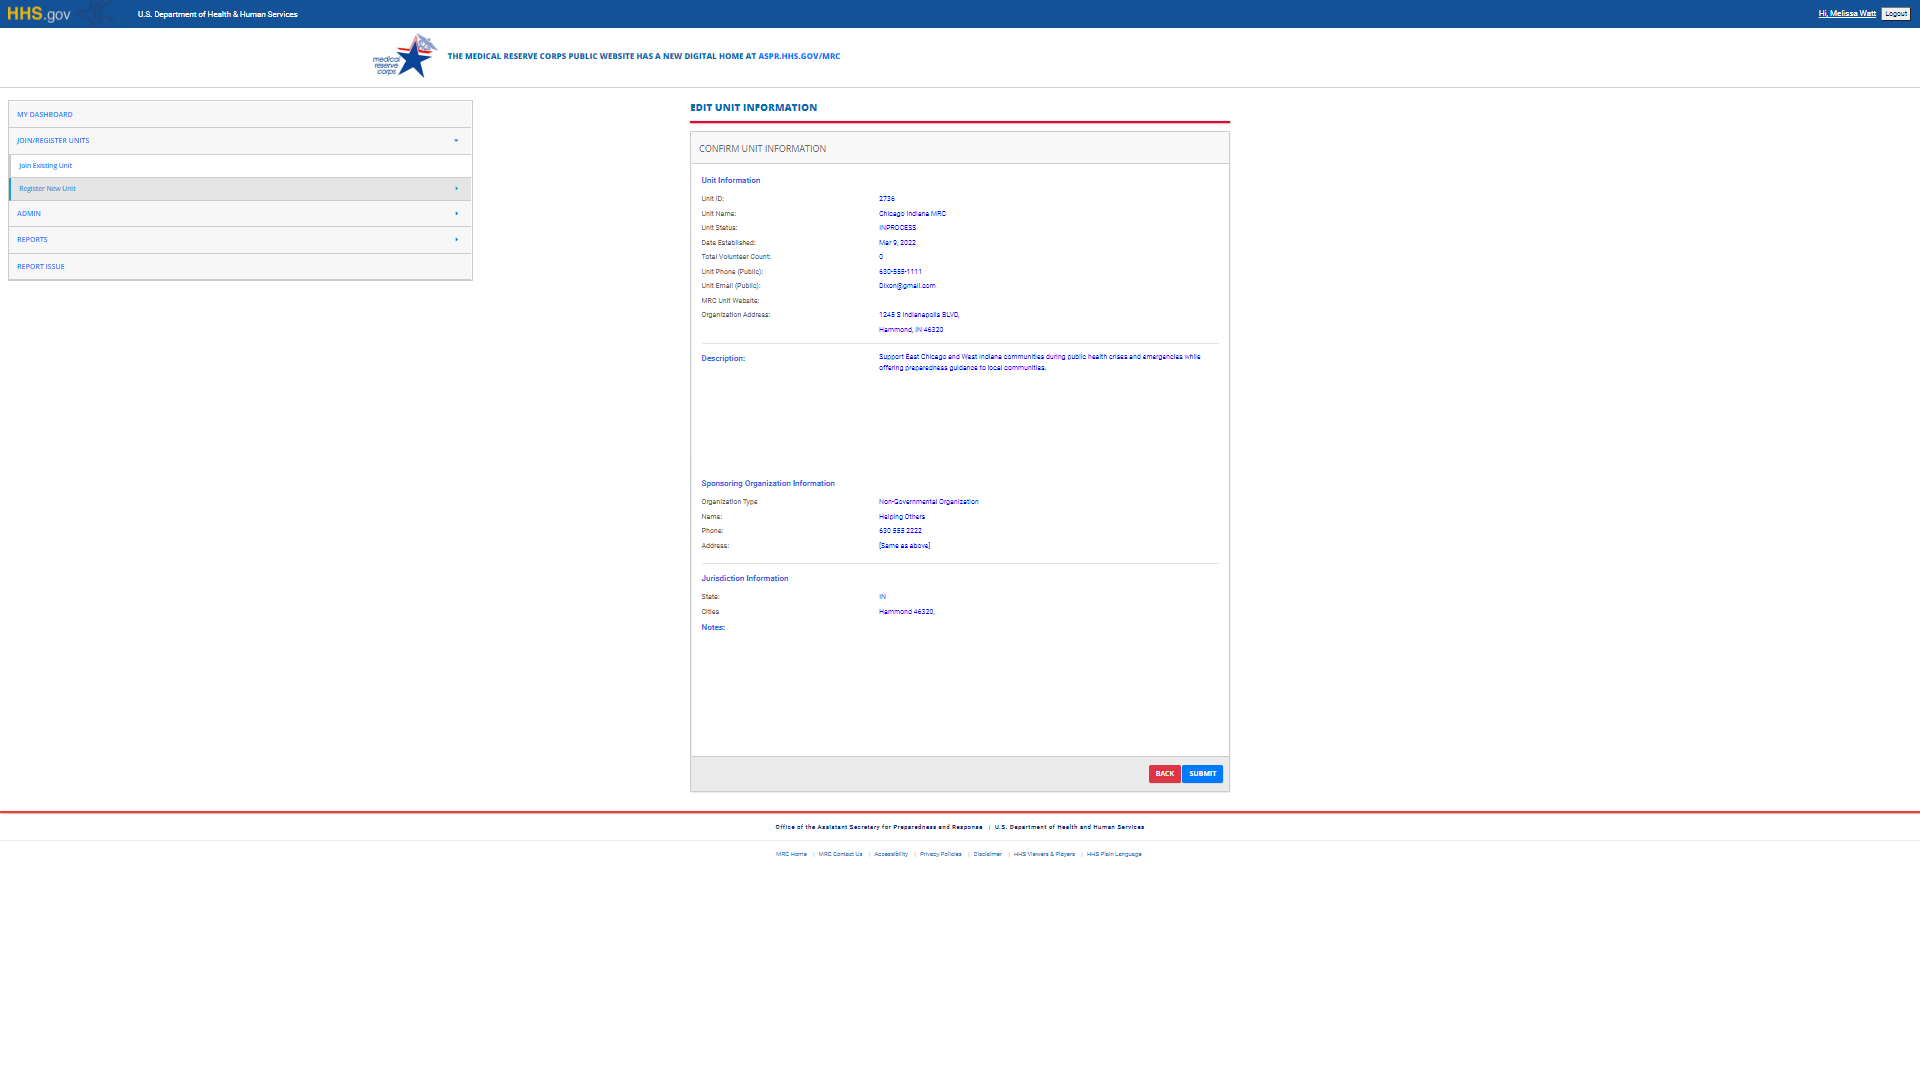 HHS.gov
U.S. Department of Health & Human Services
Hi, Melissa Watt
Logout
medical
reserve
corps
THE MEDICAL RESERVE CORPS PUBLIC WEBSITE HAS A NEW DIGITAL HOME AT ASPR.HHS.GOV/MRC
MY DASHBOARD
JOIN/REGISTER UNITS
Join Existing Unit
Register New Unit
ADMIN
REPORTS
REPORT ISSUE
EDIT UNIT INFORMATION
CONFIRM UNIT INFORMATION
Unit Information
Unit ID: 2736
Unit Name: Chicago Indiana MRC
Unit Status: INPROCESS
Date Established: Mar 9, 2022
Total Volunteer Count: 0
Unit Phone (Public): 630-555-1111
Unit Email (Public): Dixon@gmail.com
MRC Unit Website:
Organization Address: 1245 S Indianapolis BLVD,
Hammond, IN 46320
Description: Support East Chicago and West Indiana communities during public health crises and emergencies while
offering preparedness guidance to local communities.
Sponsoring Organization Information
Organization Type Non-Governmental Organization
Name: Helping Others
Phone: 630 555 2222
Address: [Same as above]
Jurisdiction Information
State: IN
Cities Hammond 46320,
Notes:
BACK SUBMIT
Office of the Assistant Secretary for Preparedness and Response | U.S. Department of Health and Human Services
MRC Home | MRC Contact Us | Accessibility | Privacy Policies | Disclaimer | HHS Viewers & Players | HHS Plain Language